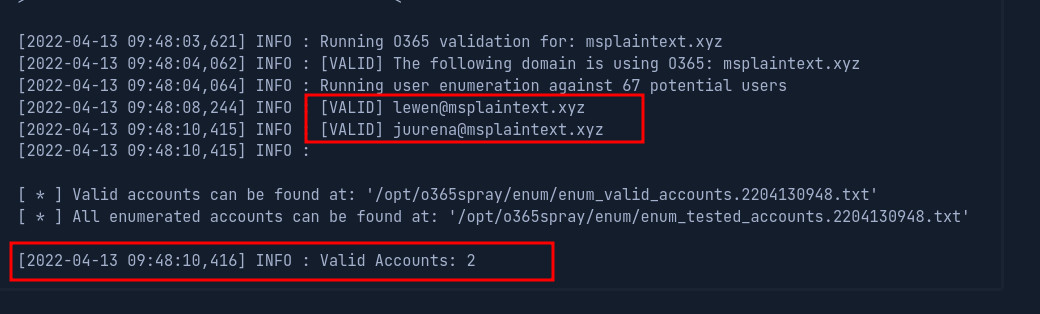 [2022-04-13 09:48:03,621] INFO : Running O365 validation for: msplaintext.xyz
[2022-04-13 09:48:04,062] INFO : [VALID] The following domain is using O365: msplaintext.xyz
[2022-04-13 09:48:04,064] INFO : Running user enumeration against 67 potential users
[2022-04-13 09:48:08,244] INFO : [VALID] lewen@msplaintext.xyz
[2022-04-13 09:48:10,415] INFO : [VALID] juurena@msplaintext.xyz
[2022-04-13 09:48:10,415] INFO :
[ * ] Valid accounts can be found at: '/opt/o365spray/enum/enum_valid_accounts.2204130948.txt'
[ * ] All enumerated accounts can be found at: '/opt/o365spray/enum/enum_tested_accounts.2204130948.txt'
[2022-04-13 09:48:10,416] INFO : Valid Accounts: 2